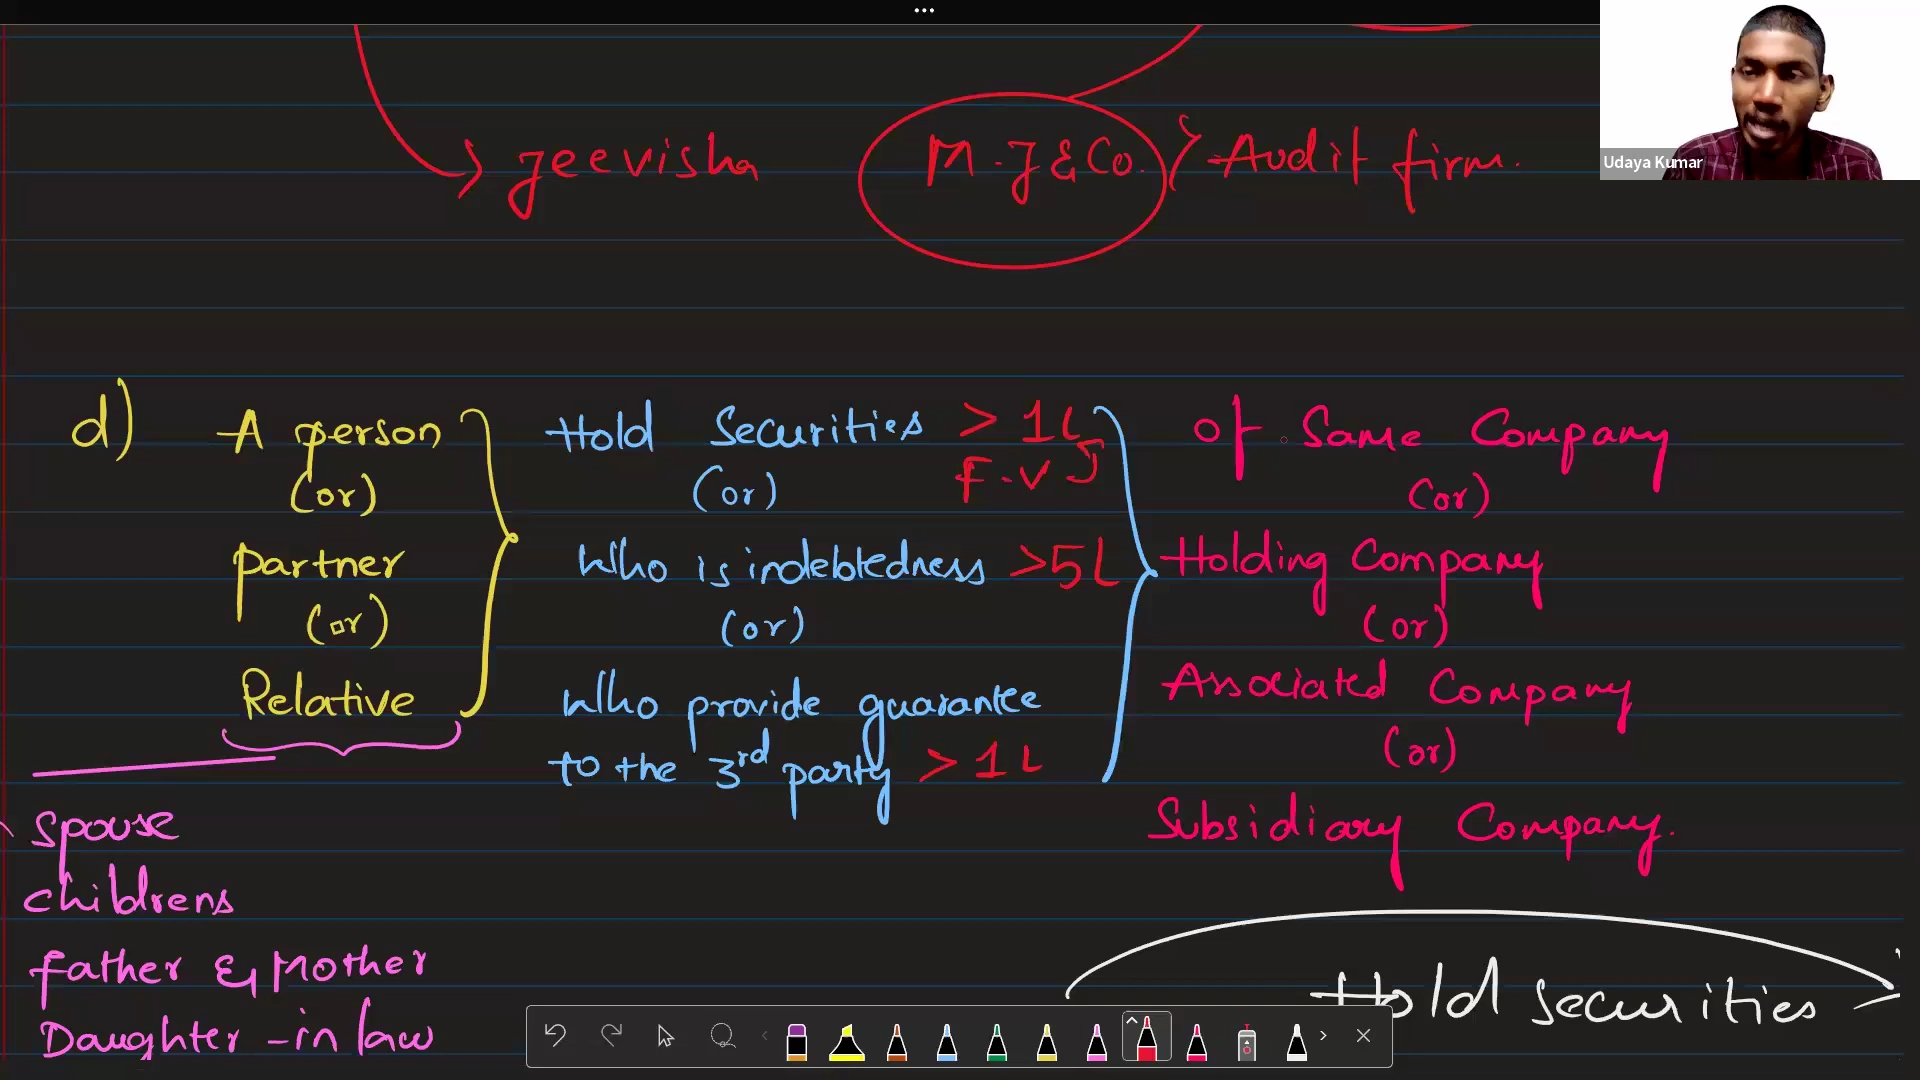 Udaya Kumar
Jeevisha M.J & Co. Audit firm.
d) A person Hold Securities > 1L of Same Company
(or) (or) F.V (or)
partner Who is indebtedness >5L Holding Company
(or) (or) (or)
Relative Who provide guarantee Associated Company
to the 3rd party > 1L (or)
Spouse Subsidiary Company.
childrens
father & Mother Hold securities
Daughter-in law